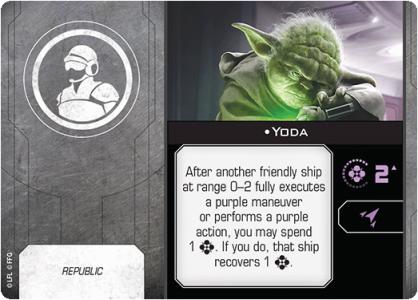 • YODA
After another friendly ship
at range 0–2 fully executes
a purple maneuver
or performs a purple
action, you may spend
1 . If you do, that ship
recovers 1 .
2
REPUBLIC
© LFL © FFG